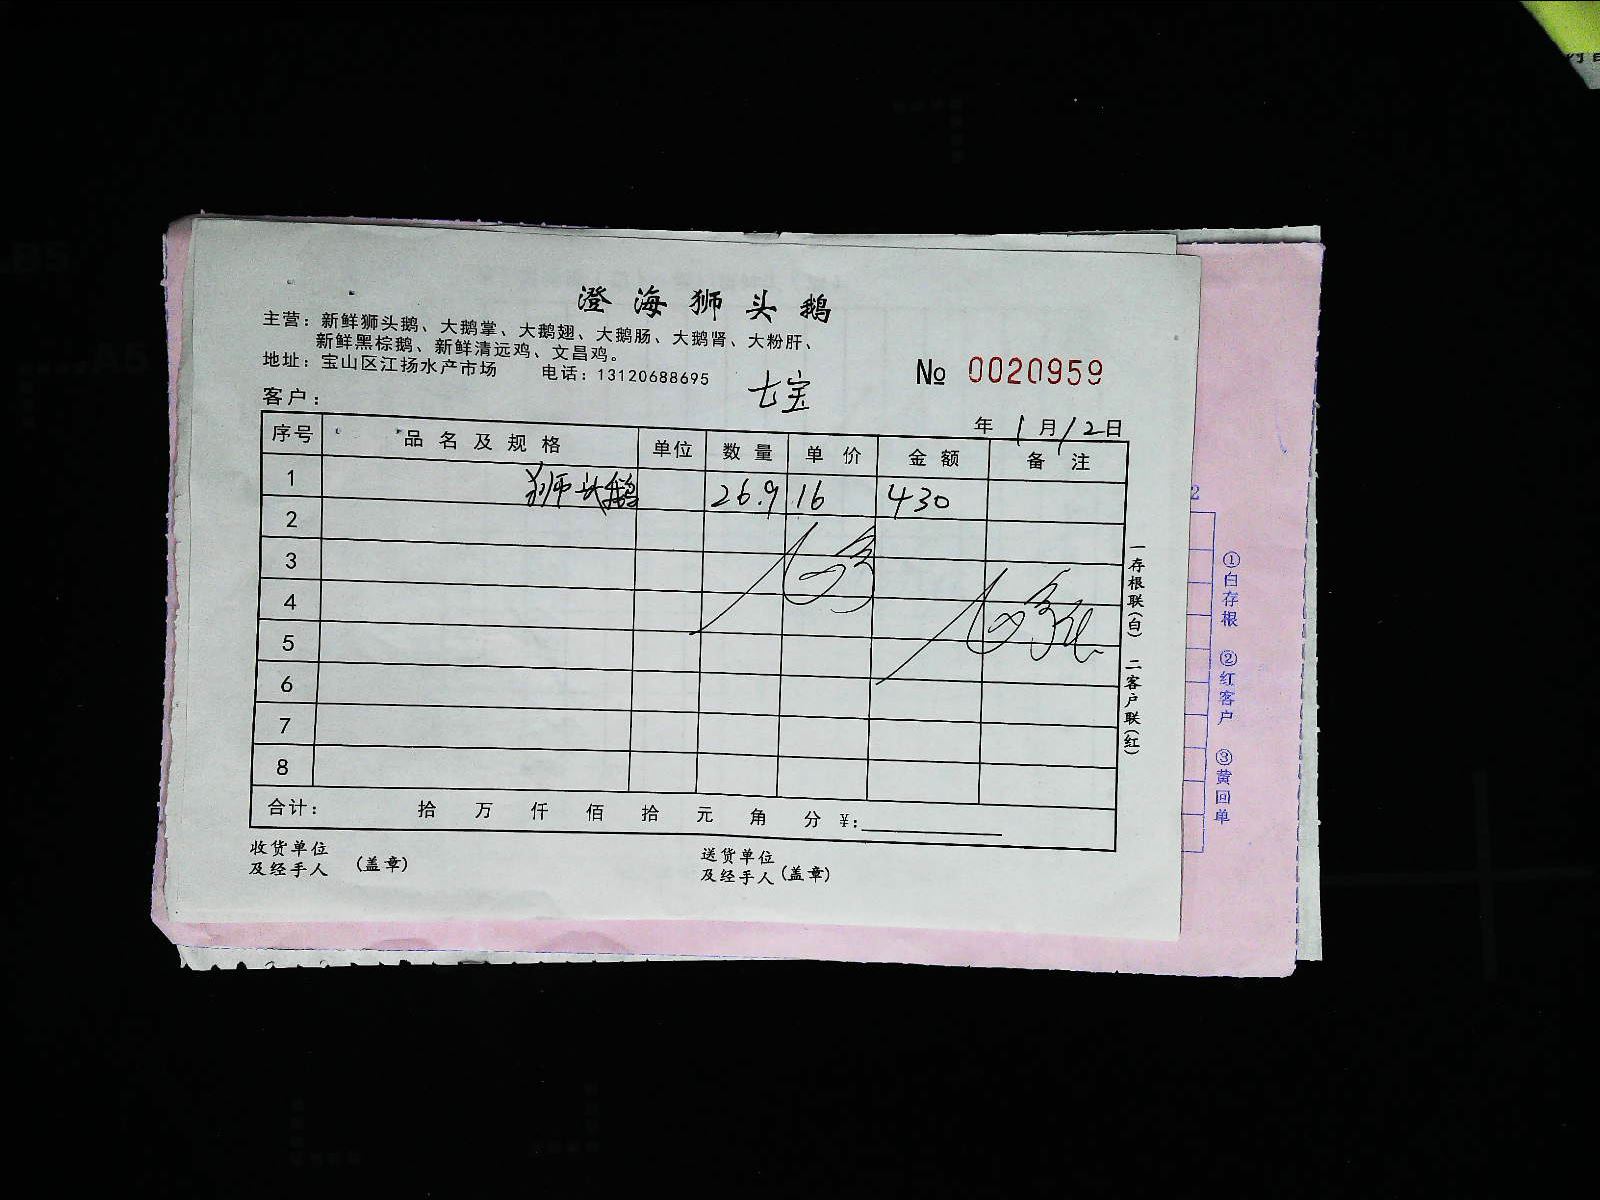 澄海狮头鹅
主营：新鲜狮头鹅、大鹅掌、大鹅翅、大鹅肠、大鹅肾、大粉肝、
新鲜黑棕鹅、新鲜清远鸡、文昌鸡。
地址：宝山区江扬水产市场 电话：13120688695
七宝
№ 0020959
客户：
年 1月12日
序号 品名及规格 单位 数量 单价 金额 备注
1 狮头鹅 26.9 16 430
2
3
4
5
6
7
8
合计： 拾 万 仟 佰 拾 元 角 分 ¥：
收货单位
及经手人 （盖章）
送货单位
及经手人（盖章）
一存根联（白） 二客户联（红）
2
①白存根 ②红客户 ③黄回单